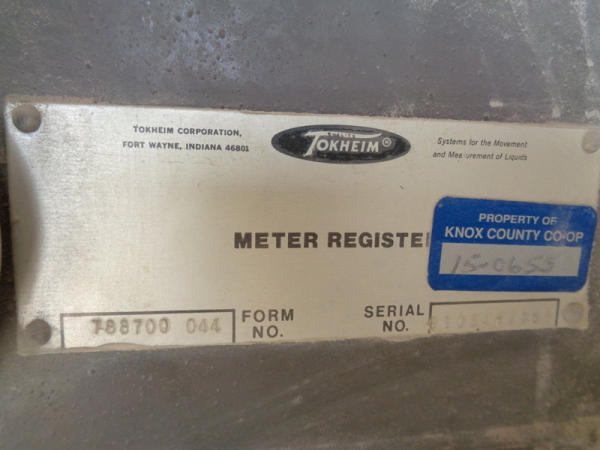 TOKHEIM CORPORATION,
FORT WAYNE, INDIANA 46801
TOKHEIM®
Systems for the Movement
and Measurement of Liquids
METER REGISTE
PROPERTY OF
KNOX COUNTY CO-OP
15-0655
788700 044
FORM
NO.
SERIAL
NO.